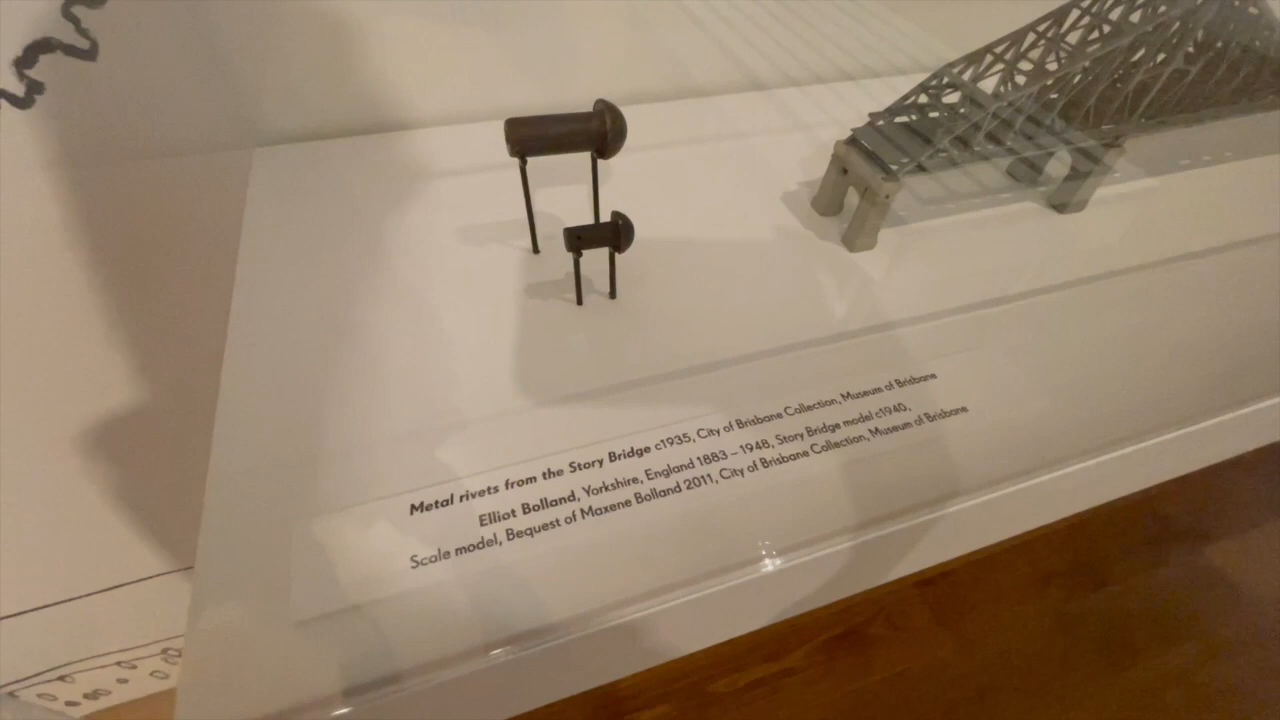 Metal rivets from the Story Bridge c1935, City of Brisbane Collection, Museum of Brisbane
Elliot Bolland, Yorkshire, England 1883 – 1948, Story Bridge model c1940,
Scale model, Bequest of Maxene Bolland 2011, City of Brisbane Collection, Museum of Brisbane